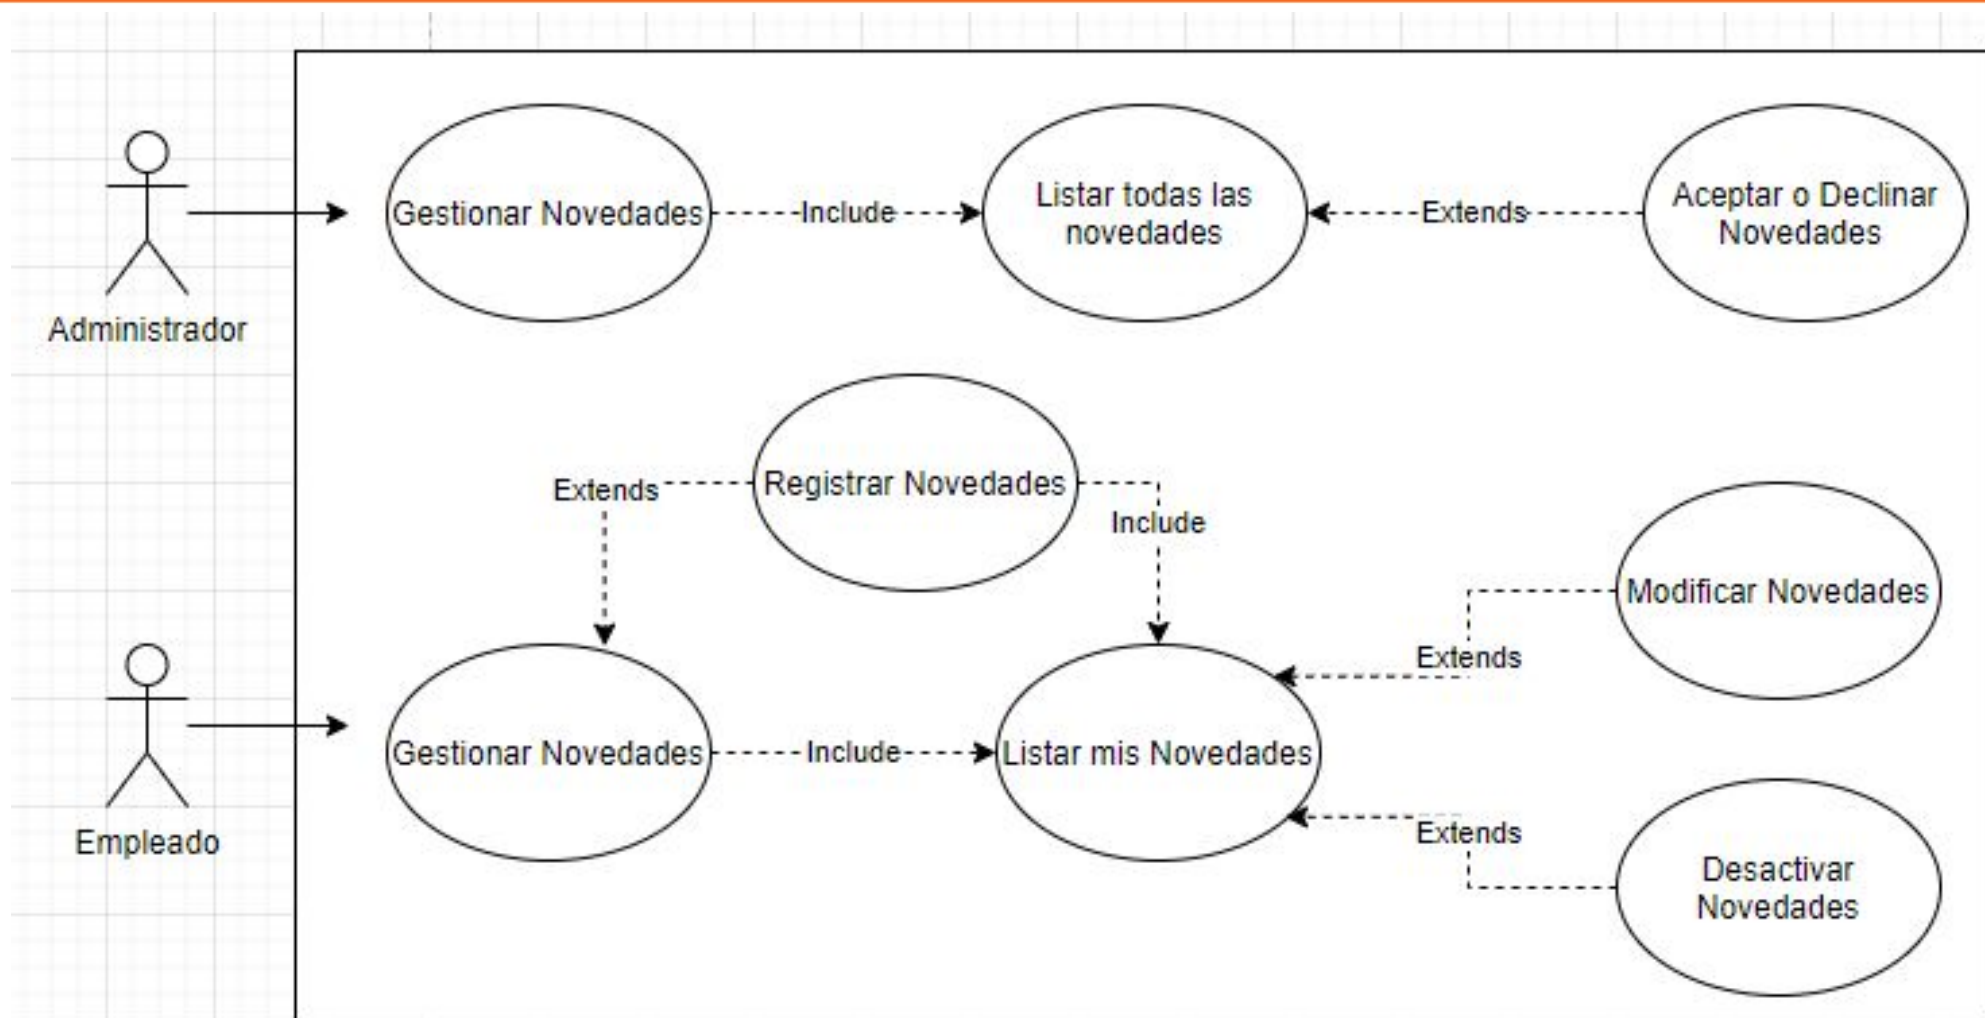 Gestionar Novedades
Include
Listar todas las
novedades
Extends
Aceptar o Declinar
Novedades
Administrador
Extends
Registrar Novedades
Include
Modificar Novedades
Extends
Gestionar Novedades
Include
Listar mis Novedades
Empleado
Extends
Desactivar
Novedades